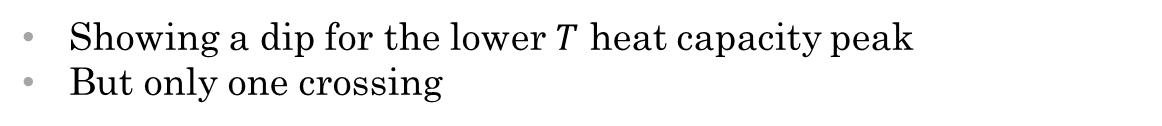 • Showing a dip for the lower T heat capacity peak
• But only one crossing